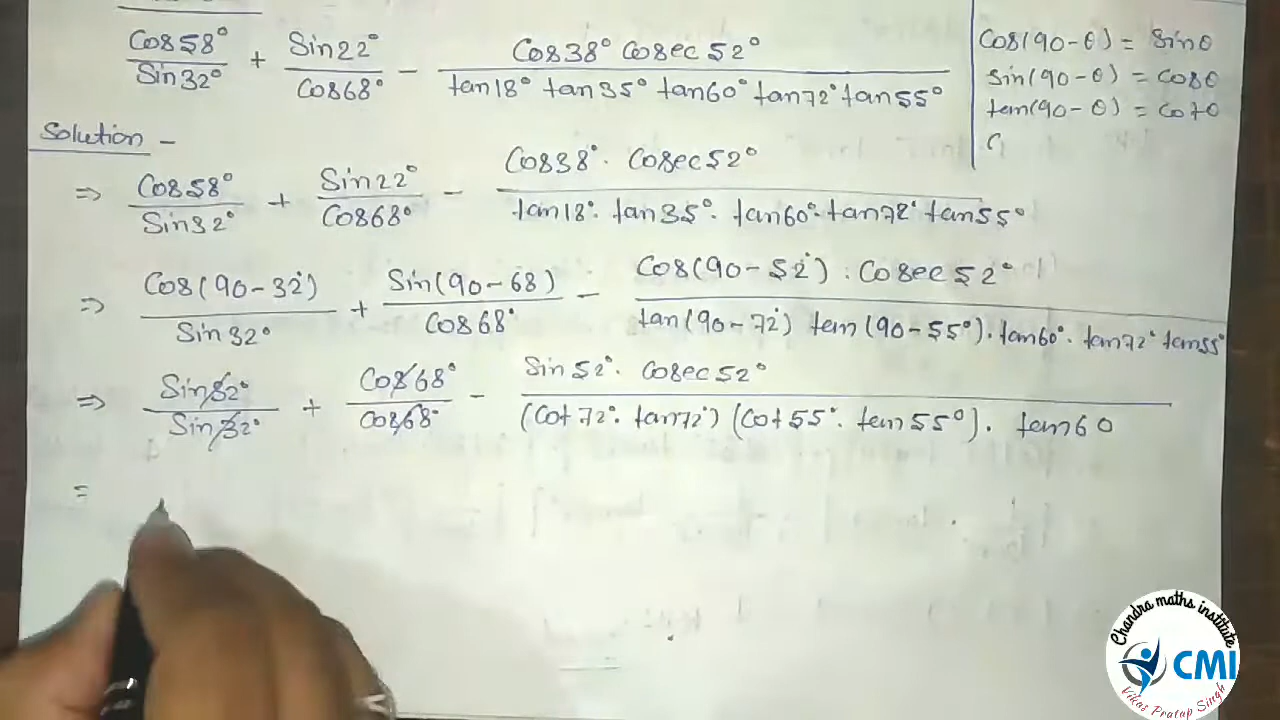 Cos58°/Sin32° + Sin22°/Cos68° - Cos38° Cosec52°/tan18° tan35° tan60° tan72° tan55°
Cos(90-θ) = Sinθ
Sin(90-θ) = Cosθ
tan(90-θ) = Cotθ
Solution -
⇒ Cos58°/Sin32° + Sin22°/Cos68° - Cos38° · Cosec52°/tan18° · tan35° · tan60° · tan72° tan55°
⇒ Cos(90-32°)/Sin32° + Sin(90-68)/Cos68° - Cos(90-52°) · Cosec52°/tan(90-72°) tan(90-55°) · tan60° · tan72° tan55°
⇒ Sin32°/Sin32° + Cos68°/Cos68° - Sin52° · Cosec52°/(Cot72° · tan72°) (Cot55° · tan55°) · tan60
=
Chandra maths institute
CMI
Vikas Pratap Singh